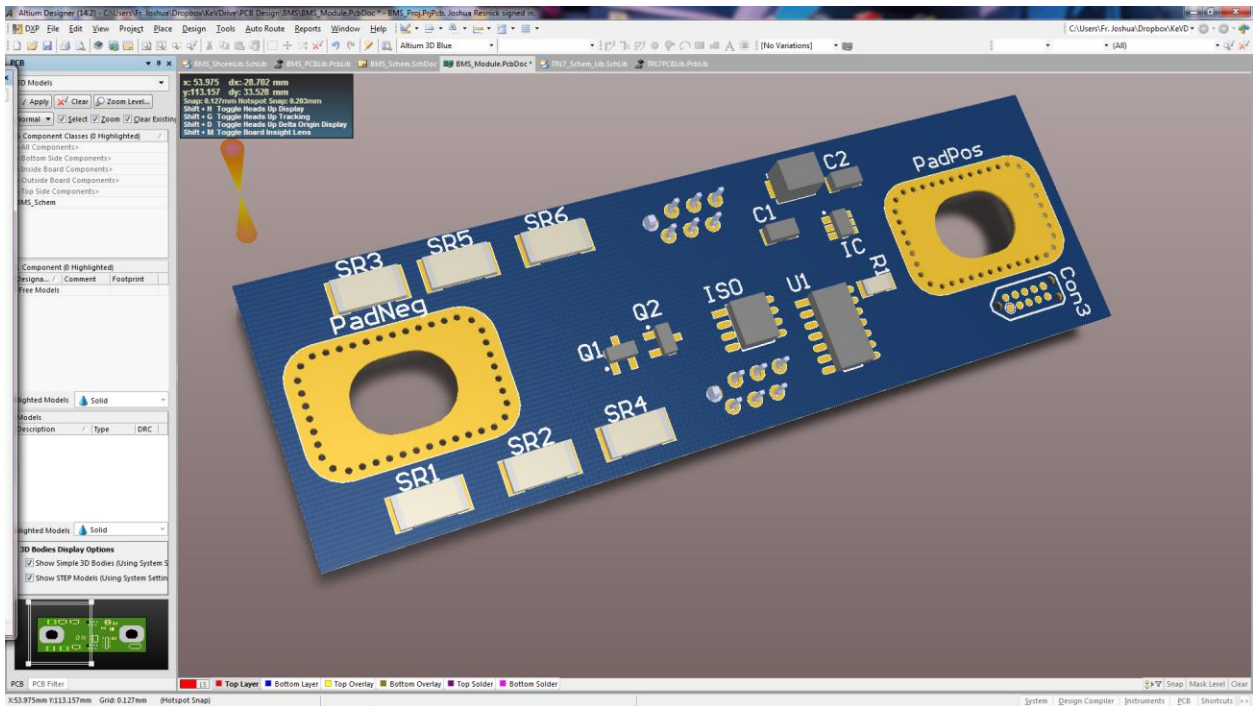 Altium Designer (14.2) - C:\Users\Fr. Joshua\Dropbox\KeVDrive\PCB Design\BMS\BMS_Module.PcbDoc * - BMS_Proj.PrjPcb. Joshua Resnick signed in.
DXP File Edit View Project Place Design Tools Auto Route Reports Window Help
C:\Users\Fr. Joshua\Dropbox\KeVD
Altium 3D Blue
[No Variations]
(All)
PCB
BMS_ShcemLib.SchLib
BMS_PCBLib.PcbLib
BMS_Schem.SchDoc
BMS_Module.PcbDoc *
TRL7_Schem_Lib.SchLib
TRL7PCBLib.PcbLib
3D Models
Apply Clear Zoom Level...
Normal Select Zoom Clear Existing
Component Classes (0 Highlighted)
<All Components>
<Bottom Side Components>
<Inside Board Components>
<Outside Board Components>
<Top Side Components>
BMS_Schem
Component (0 Highlighted)
Designa... Comment Footprint
Free Models
Highlighted Models Solid
Models
Description Type DRC
Highlighted Models Solid
3D Bodies Display Options
Show Simple 3D Bodies (Using System S
Show STEP Models (Using System Settin
PCB PCB Filter
x: 53.975 dx:-28.702 mm
y:113.157 dy: 33.528 mm
Snap: 0.127mm Hotspot Snap: 0.203mm
Shift + H Toggle Heads Up Display
Shift + G Toggle Heads Up Tracking
Shift + D Toggle Heads Up Delta Origin Display
Shift + M Toggle Board Insight Lens
C2
PadPos
C1
IC
SR6
SR5
SR3
R1
Con3
U1
ISO
Q2
Q1
PadNeg
SR4
SR2
SR1
LS Top Layer Bottom Layer Top Overlay Bottom Overlay Top Solder Bottom Solder
Snap Mask Level Clear
X:53.975mm Y:113.157mm Grid: 0.127mm (Hotspot Snap)
System Design Compiler Instruments PCB Shortcuts >>